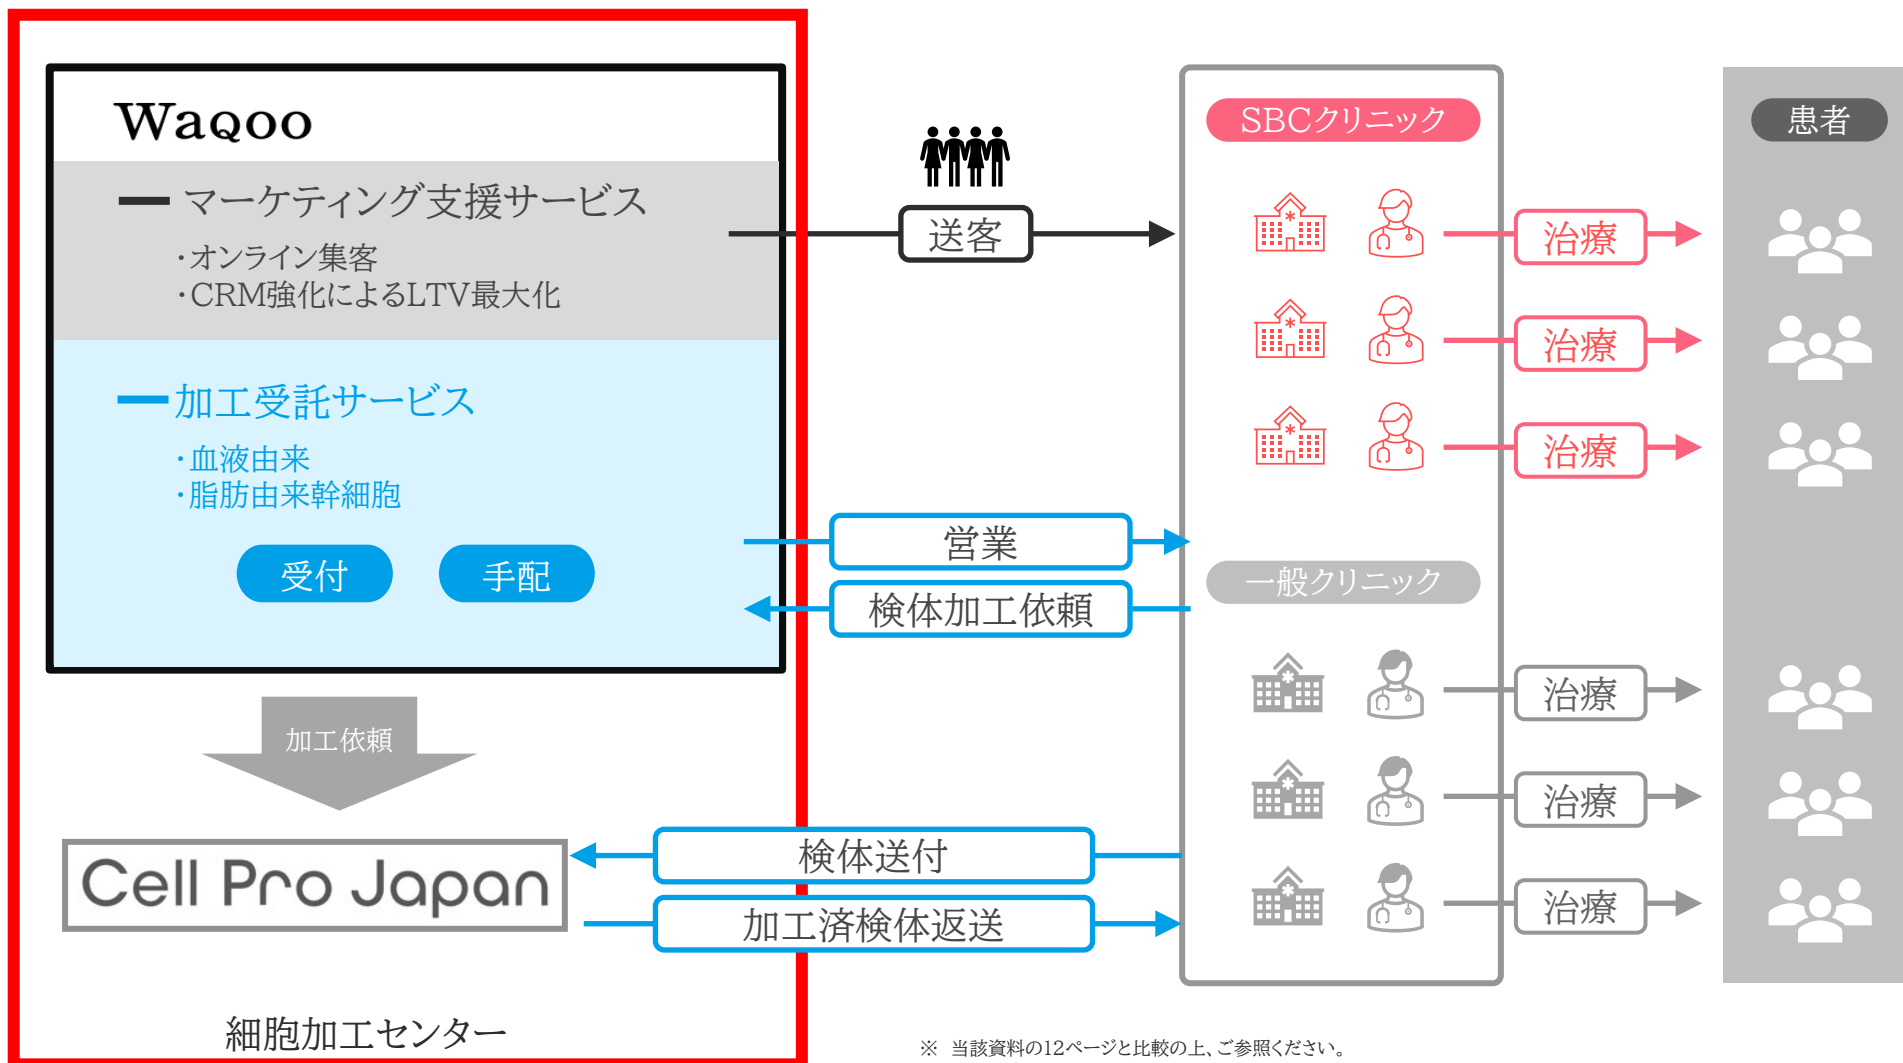 Waqoo
マーケティング支援サービス
・オンライン集客
・CRM強化によるLTV最大化
加工受託サービス
・血液由来
・脂肪由来幹細胞
受付
手配
加工依頼
Cell Pro Japan
細胞加工センター
送客
営業
検体加工依頼
検体送付
加工済検体返送
SBCクリニック
治療
治療
治療
一般クリニック
治療
治療
治療
患者
※ 当該資料の12ページと比較の上、ご参照ください。